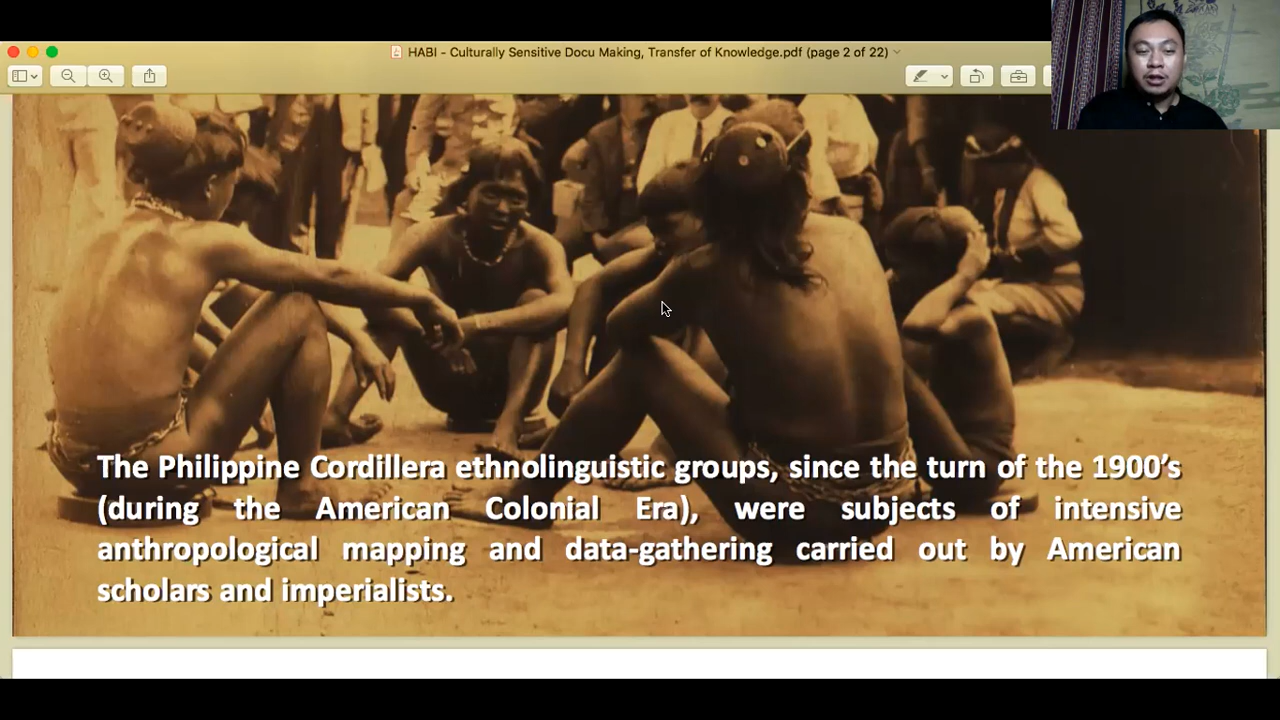 HABI - Culturally Sensitive Docu Making, Transfer of Knowledge.pdf (page 2 of 22)
The Philippine Cordillera ethnolinguistic groups, since the turn of the 1900’s
(during the American Colonial Era), were subjects of intensive
anthropological mapping and data-gathering carried out by American
scholars and imperialists.